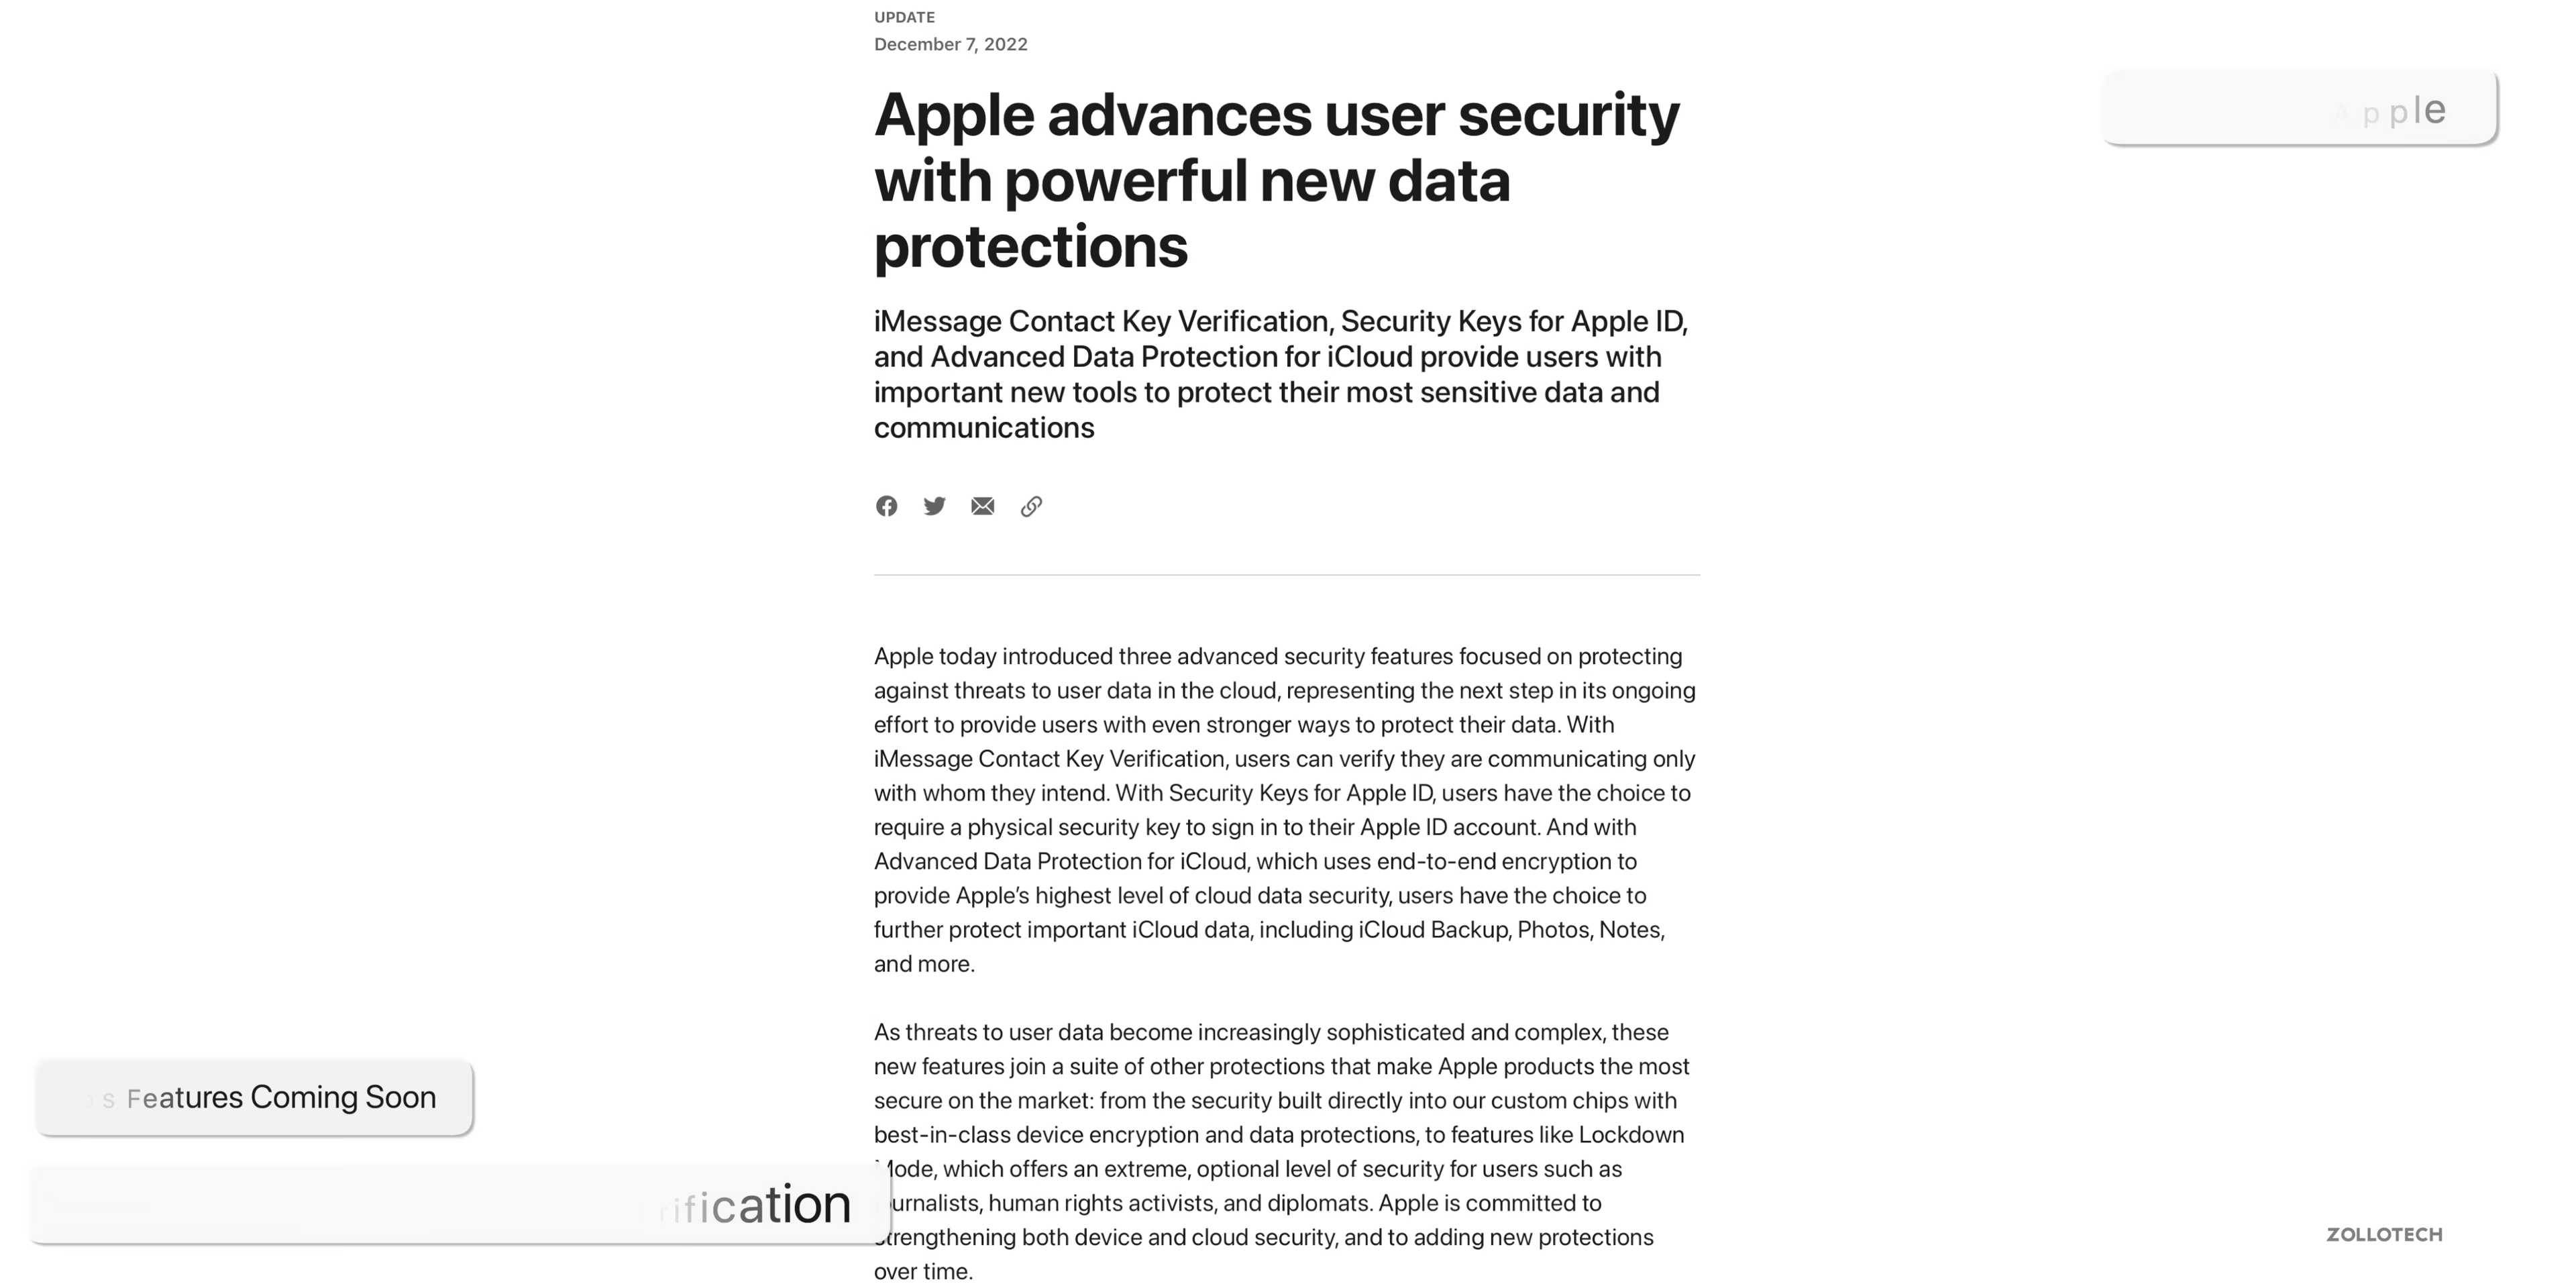 UPDATE
December 7, 2022
Apple advances user security
with powerful new data
protections
iMessage Contact Key Verification, Security Keys for Apple ID,
and Advanced Data Protection for iCloud provide users with
important new tools to protect their most sensitive data and
communications
Apple today introduced three advanced security features focused on protecting
against threats to user data in the cloud, representing the next step in its ongoing
effort to provide users with even stronger ways to protect their data. With
iMessage Contact Key Verification, users can verify they are communicating only
with whom they intend. With Security Keys for Apple ID, users have the choice to
require a physical security key to sign in to their Apple ID account. And with
Advanced Data Protection for iCloud, which uses end-to-end encryption to
provide Apple’s highest level of cloud data security, users have the choice to
further protect important iCloud data, including iCloud Backup, Photos, Notes,
and more.
As threats to user data become increasingly sophisticated and complex, these
new features join a suite of other protections that make Apple products the most
secure on the market: from the security built directly into our custom chips with
best-in-class device encryption and data protections, to features like Lockdown
Mode, which offers an extreme, optional level of security for users such as
urnalists, human rights activists, and diplomats. Apple is committed to
strengthening both device and cloud security, and to adding new protections
over time.
Apple
s Features Coming Soon
rification
ZOLLOTECH